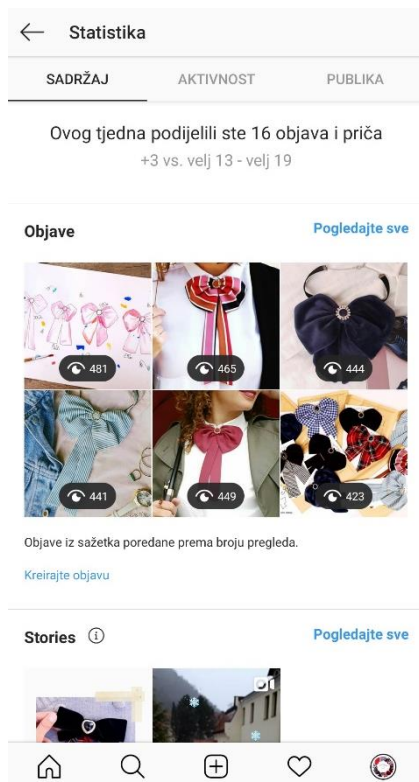 Statistika
SADRŽAJ AKTIVNOST PUBLIKA
Ovog tjedna podijelili ste 16 objava i priča
+3 vs. velj 13 - velj 19
Objave Pogledajte sve
481 465 444
441 449 423
Objave iz sažetka poredane prema broju pregleda.
Kreirajte objavu
Stories Pogledajte sve